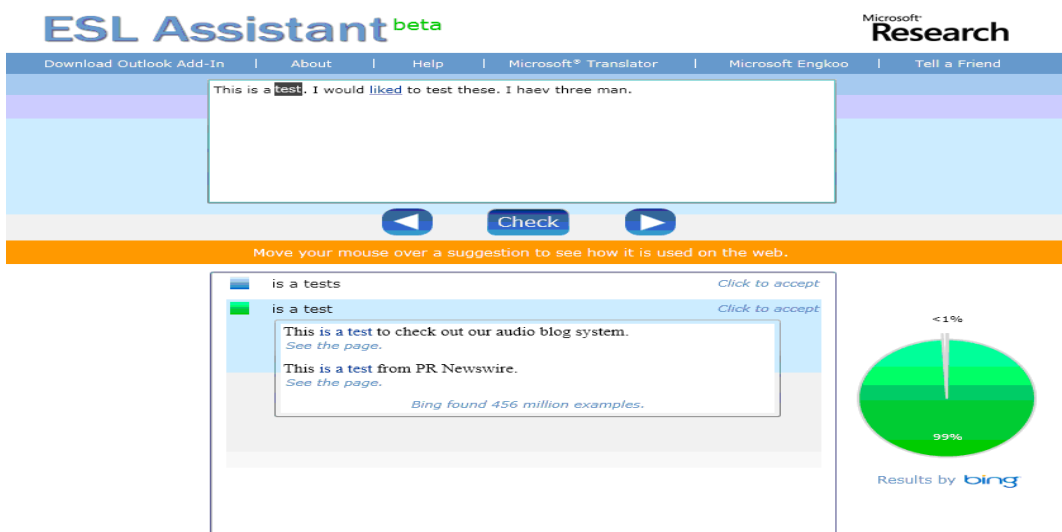 ESL Assistant beta
Microsoft® Research
Download Outlook Add-In | About | Help | Microsoft® Translator | Microsoft Engkoo | Tell a Friend
This is a test. I would liked to test these. I haev three man.
Check
Move your mouse over a suggestion to see how it is used on the web.
is a tests Click to accept
is a test Click to accept
This is a test to check out our audio blog system.
See the page.
This is a test from PR Newswire.
See the page.
Bing found 456 million examples.
<1%
99%
Results by bing